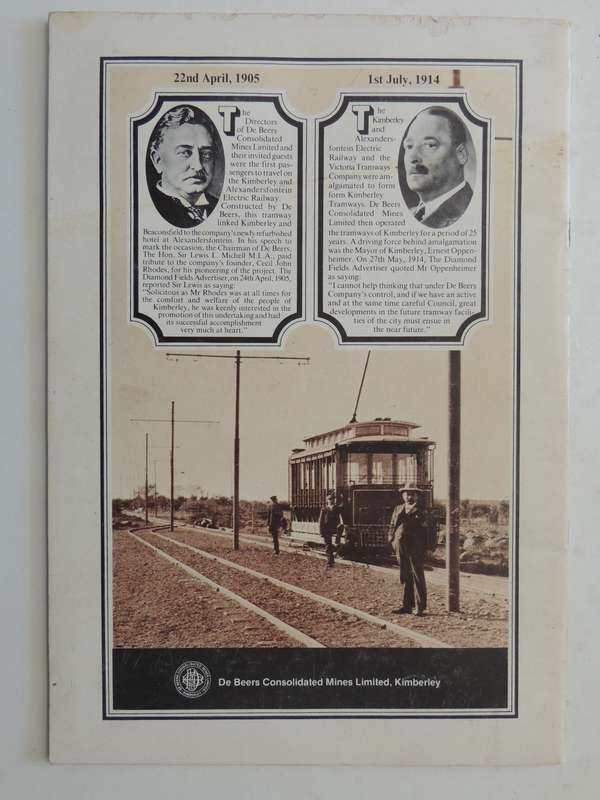 22nd April, 1905
The
Directors
of De Beers
Consolidated
Mines Limited and
their invited guests
were the first pas-
sengers to travel on
the Kimberley and
Alexandersfontein
Electric Railway.
Constructed by De
Beers, this tramway
linked Kimberley and
Beaconsfield to the company's newly refurbished
hotel at Alexandersfontein. In his speech to
mark the occasion, the Chairman of De Beers,
The Hon. Sir Lewis L. Michell M.L.A., paid
tribute to the company's founder, Cecil John
Rhodes, for his pioneering of the project. The
Diamond Fields Advertiser, on 24th April, 1905,
reported Sir Lewis as saying:
"Solicitous as Mr Rhodes was at all times for
the comfort and welfare of the people of
Kimberley, he was keenly interested in the
promotion of this undertaking and had
its successful accomplishment
very much at heart."
1st July, 1914
The
Kimberley
and
Alexanders-
fontein Electric
Railway and the
Victoria Tramways
Company were am-
algamated to form
form Kimberley
Tramways. De Beers
Consolidated Mines
Limited then operated
the tramways of Kimberley for a period of 25
years. A driving force behind amalgamation
was the Mayor of Kimberley, Ernest Oppen-
heimer. On 27th May, 1914, The Diamond
Fields Advertiser quoted Mr Oppenheimer
as saying:
"I cannot help thinking that under De Beers
Company's control, and if we have an active
and at the same time careful Council, great
developments in the future tramway facili-
ties of the city must ensue in
the near future."
De Beers Consolidated Mines Limited, Kimberley